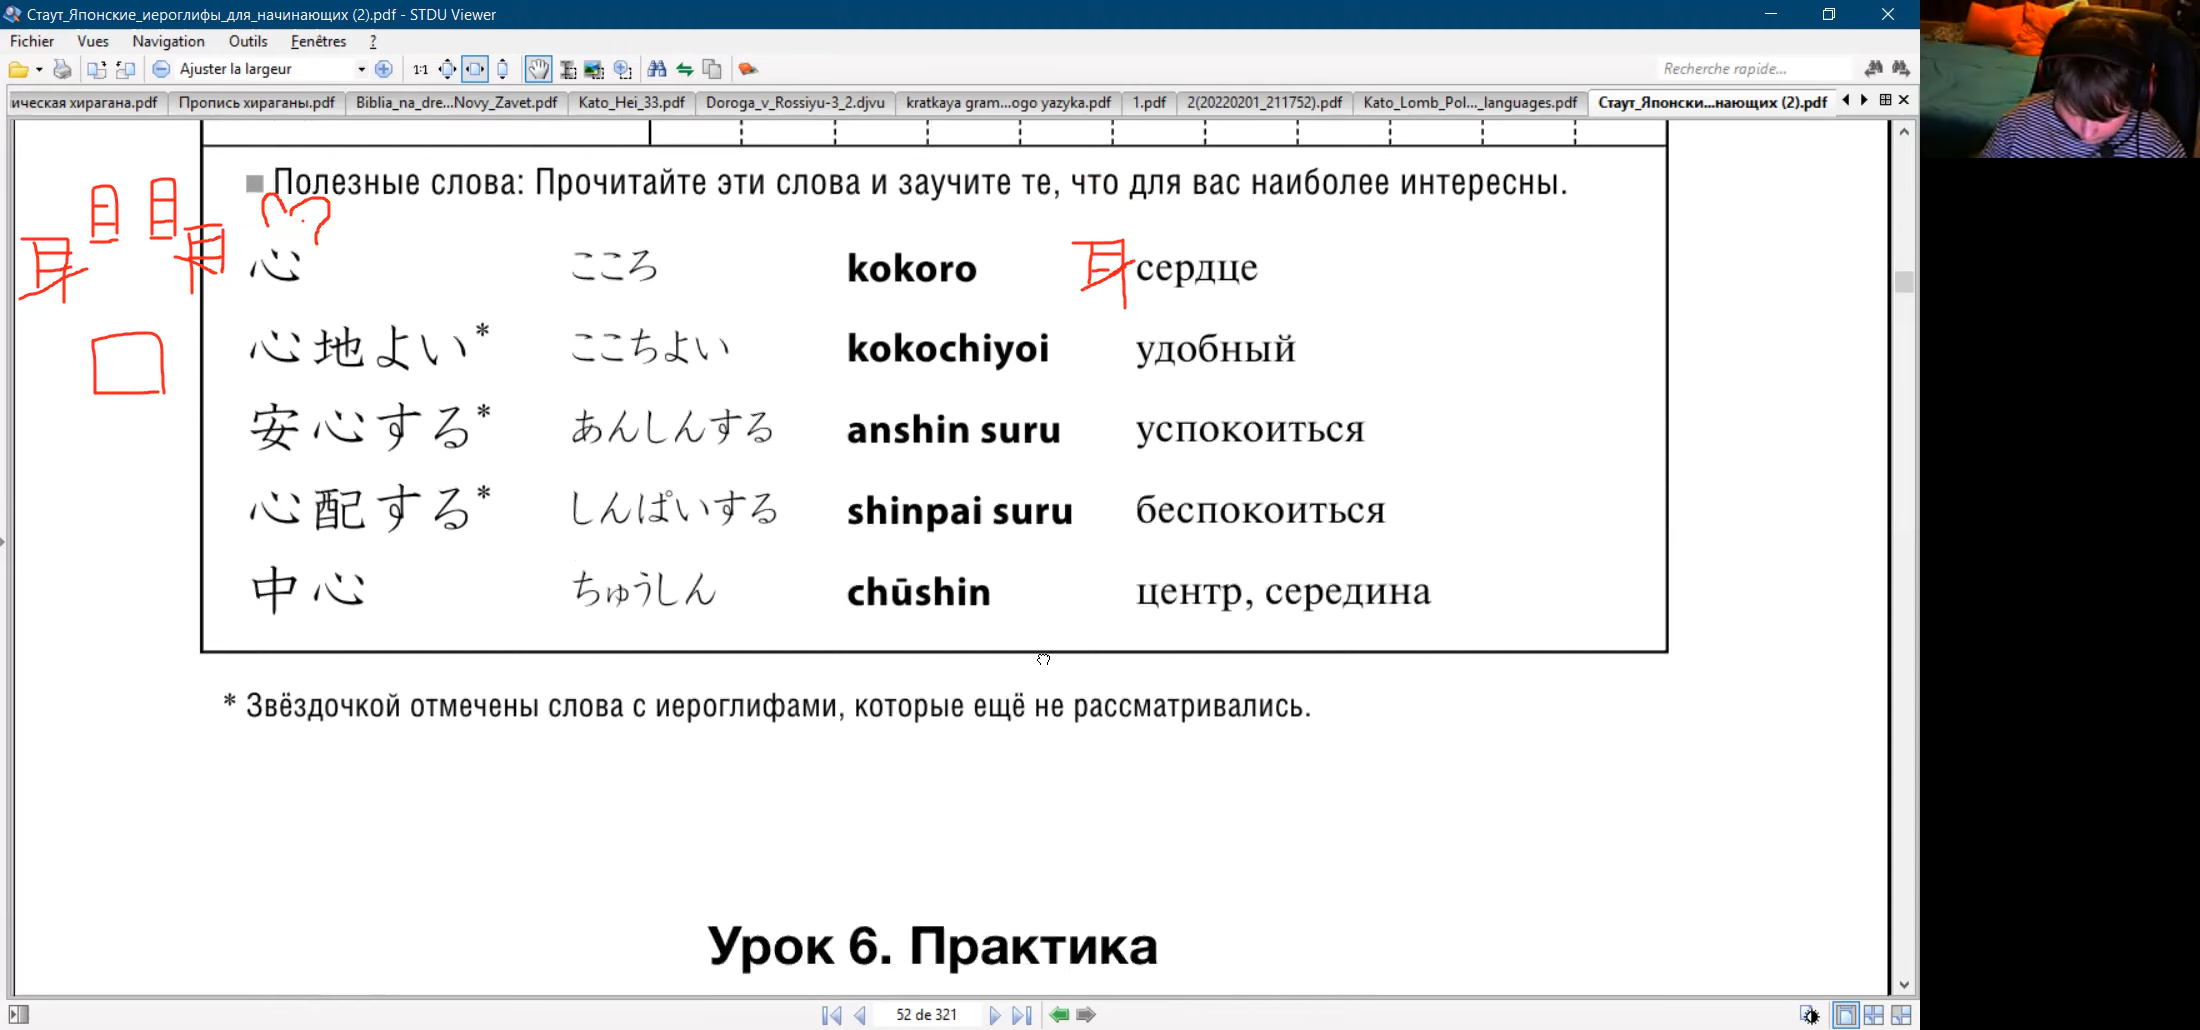 Стаут_Японские_иероглифы_для_начинающих (2).pdf - STDU Viewer
Fichier Vues Navigation Outils Fenêtres ?
Ajuster la largeur 1:1 Recherche rapide...
ическая хирагана.pdf Пропись хираганы.pdf Biblia_na_dre...Novy_Zavet.pdf Kato_Hei_33.pdf Doroga_v_Rossiyu-3_2.djvu kratkaya gram...ogo yazyka.pdf 1.pdf 2(20220201_211752).pdf Kato_Lomb_Pol..._languages.pdf Стаут_Японски...нающих (2).pdf
Полезные слова: Прочитайте эти слова и заучите те, что для вас наиболее интересны.
目 目
耳 耳 心 こころ kokoro 耳 сердце
心地よい* ここちよい kokochiyoi удобный
口
安心する* あんしんする anshin suru успокоиться
心配する* しんぱいする shinpai suru беспокоиться
中心 ちゅうしん chūshin центр, середина
* Звёздочкой отмечены слова с иероглифами, которые ещё не рассматривались.
Урок 6. Практика
52 de 321